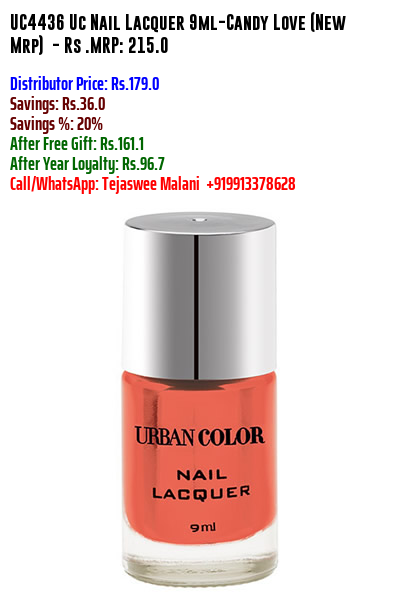 UC4436 Uc Nail Lacquer 9ml-Candy Love (New
Mrp)  - Rs .MRP: 215.0
Distributor Price: Rs.179.0
Savings: Rs.36.0
Savings %: 20%
After Free Gift: Rs.161.1
After Year Loyalty: Rs.96.7
Call/WhatsApp: Tejaswee Malani  +919913378628
URBAN COLOR
NAIL
LACQUER
9ml